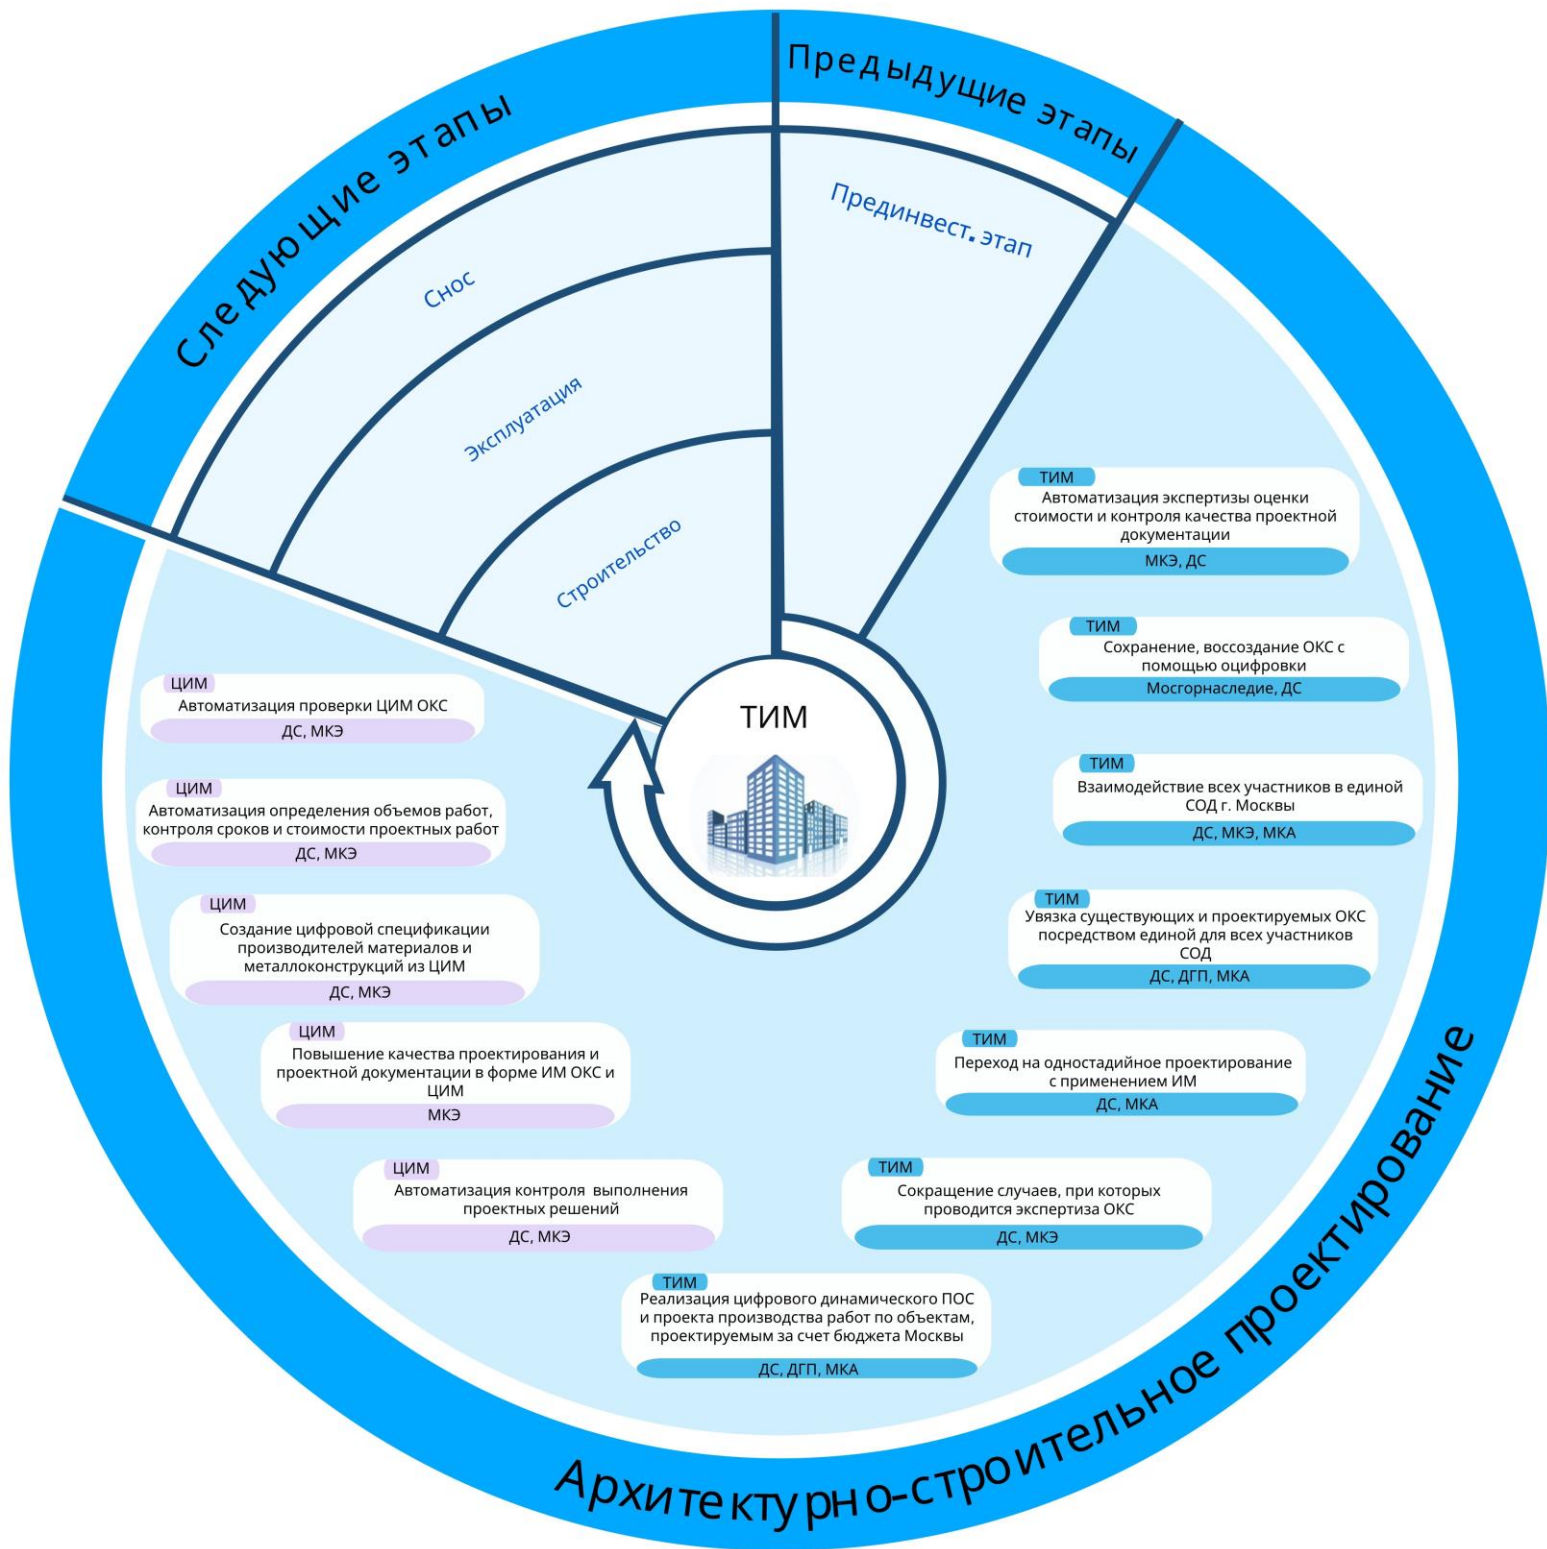 Предыдущие этапы
Следующие этапы
Прединвест. этап
Снос
Эксплуатация
Строительство
ТИМ
ТИМ
Автоматизация экспертизы оценки
стоимости и контроля качества проектной
документации
МКЭ, ДС
ТИМ
Сохранение, воссоздание ОКС с
помощью оцифровки
Мосгорнаследие, ДС
ТИМ
Взаимодействие всех участников в единой
СОД г. Москвы
ДС, МКЭ, МКА
ТИМ
Увязка существующих и проектируемых ОКС
посредством единой для всех участников
СОД
ДС, ДГП, МКА
ТИМ
Переход на одностадийное проектирование
с применением ИМ
ДС, МКА
ТИМ
Сокращение случаев, при которых
проводится экспертиза ОКС
ДС, МКЭ
ТИМ
Реализация цифрового динамического ПОС
и проекта производства работ по объектам,
проектируемым за счет бюджета Москвы
ДС, ДГП, МКА
ЦИМ
Автоматизация контроля выполнения
проектных решений
ДС, МКЭ
ЦИМ
Повышение качества проектирования и
проектной документации в форме ИМ ОКС и
ЦИМ
МКЭ
ЦИМ
Создание цифровой спецификации
производителей материалов и
металлоконструкций из ЦИМ
ДС, МКЭ
ЦИМ
Автоматизация определения объемов работ,
контроля сроков и стоимости проектных работ
ДС, МКЭ
ЦИМ
Автоматизация проверки ЦИМ ОКС
ДС, МКЭ
Архитектурно-строительное проектирование